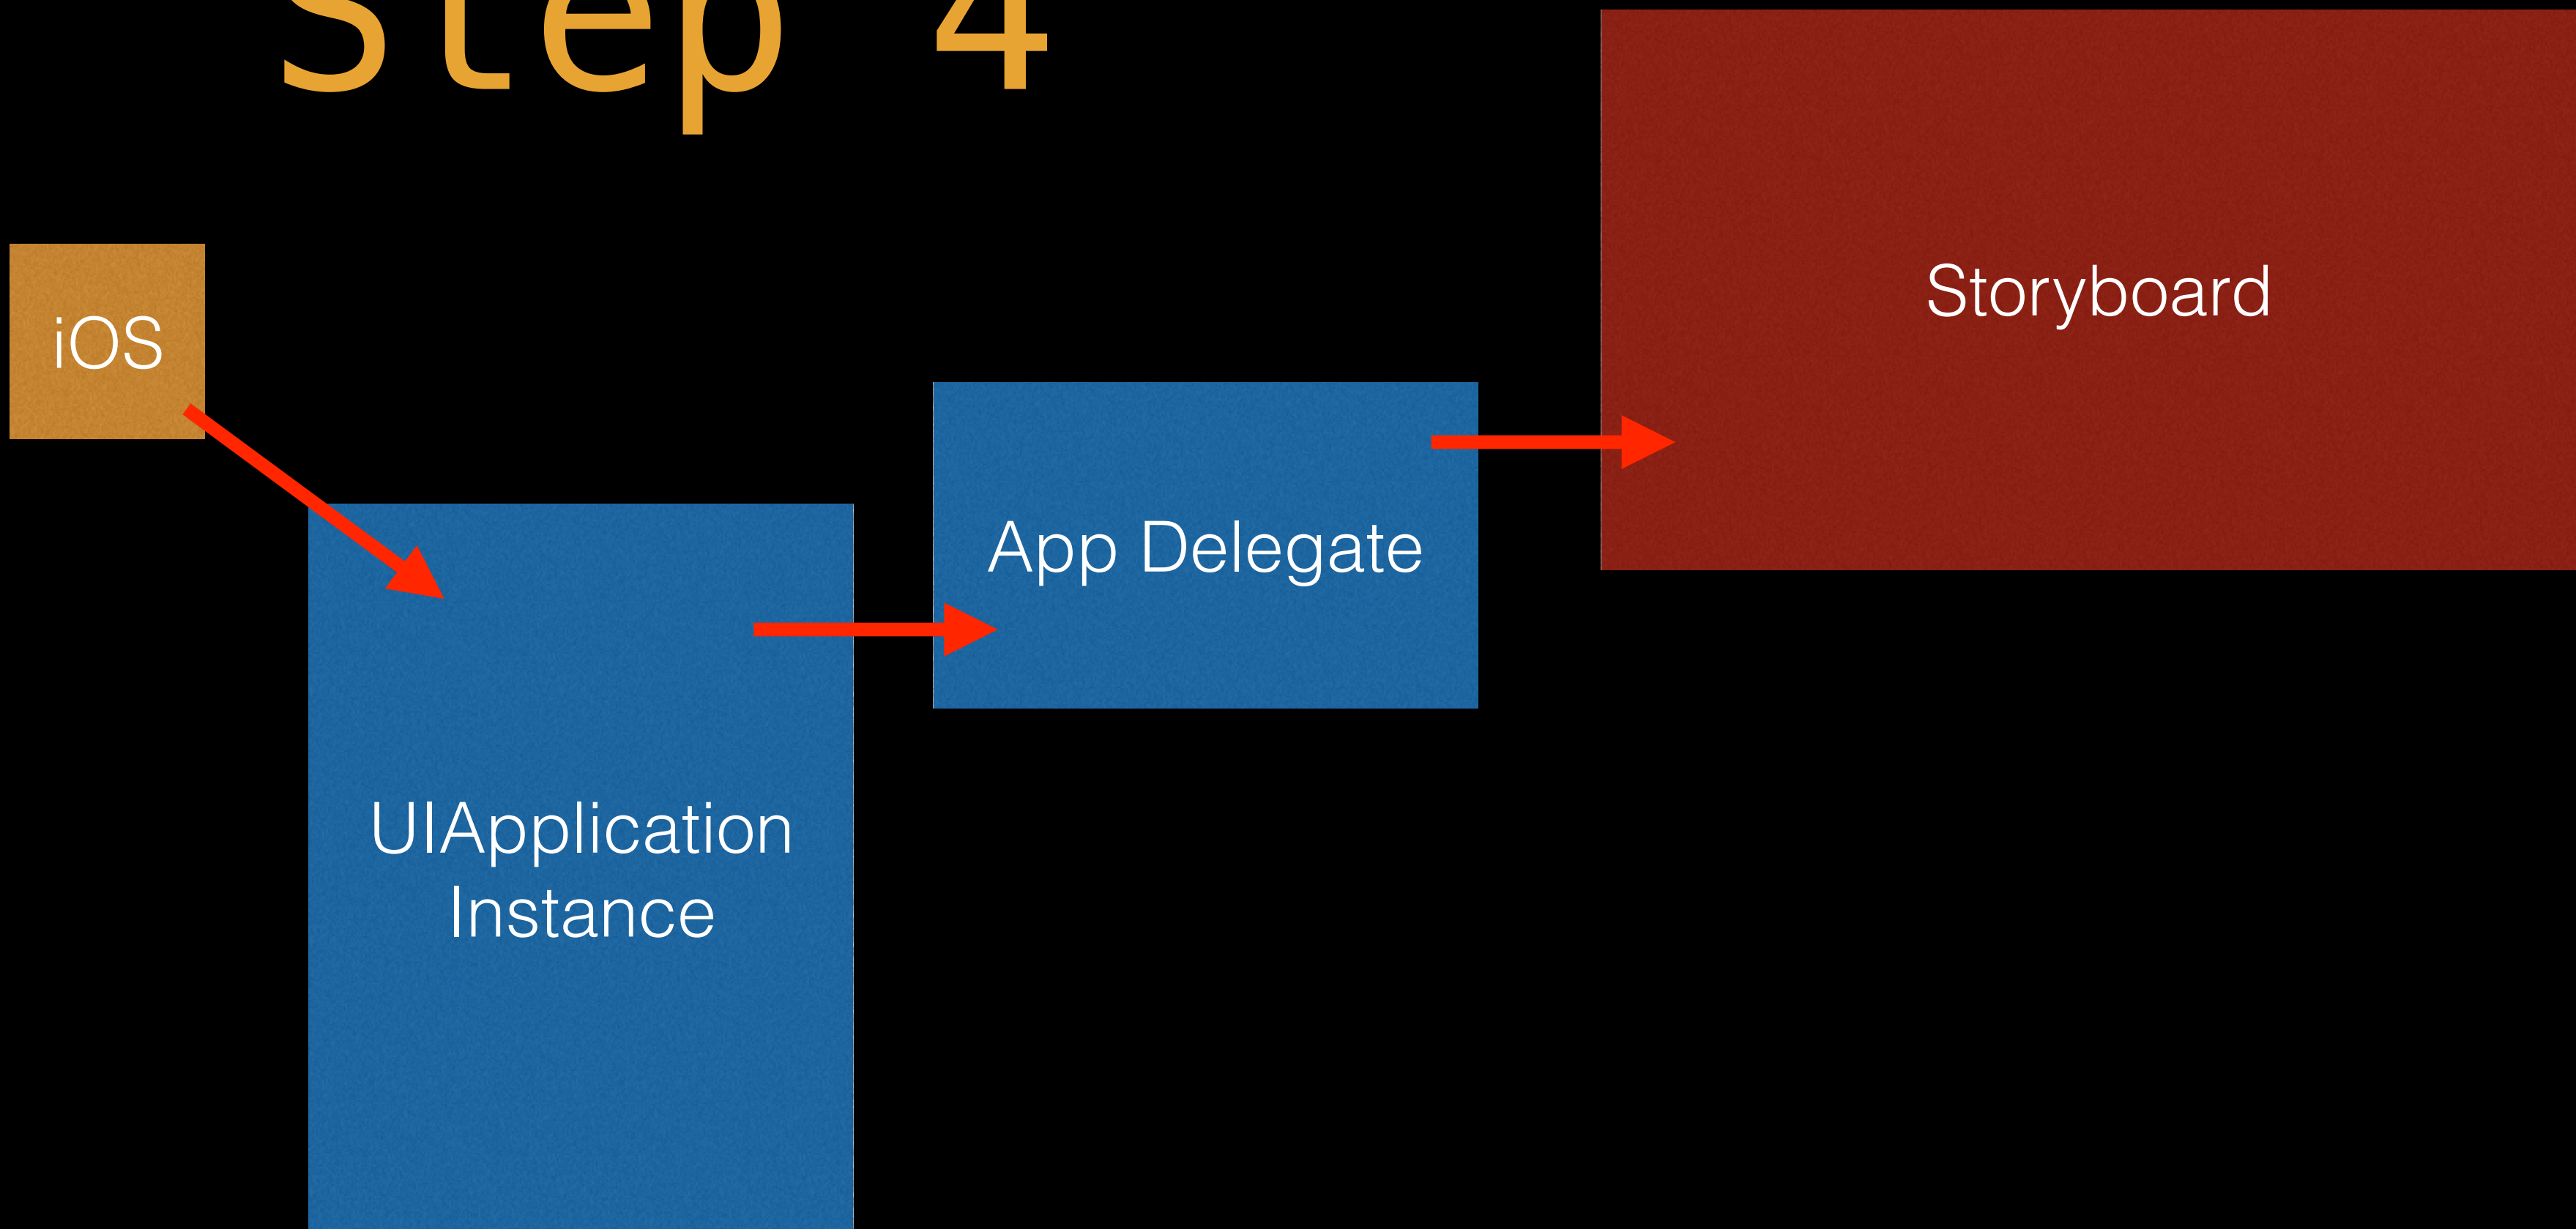 Step 4
iOS
Storyboard
App Delegate
UIApplication
Instance